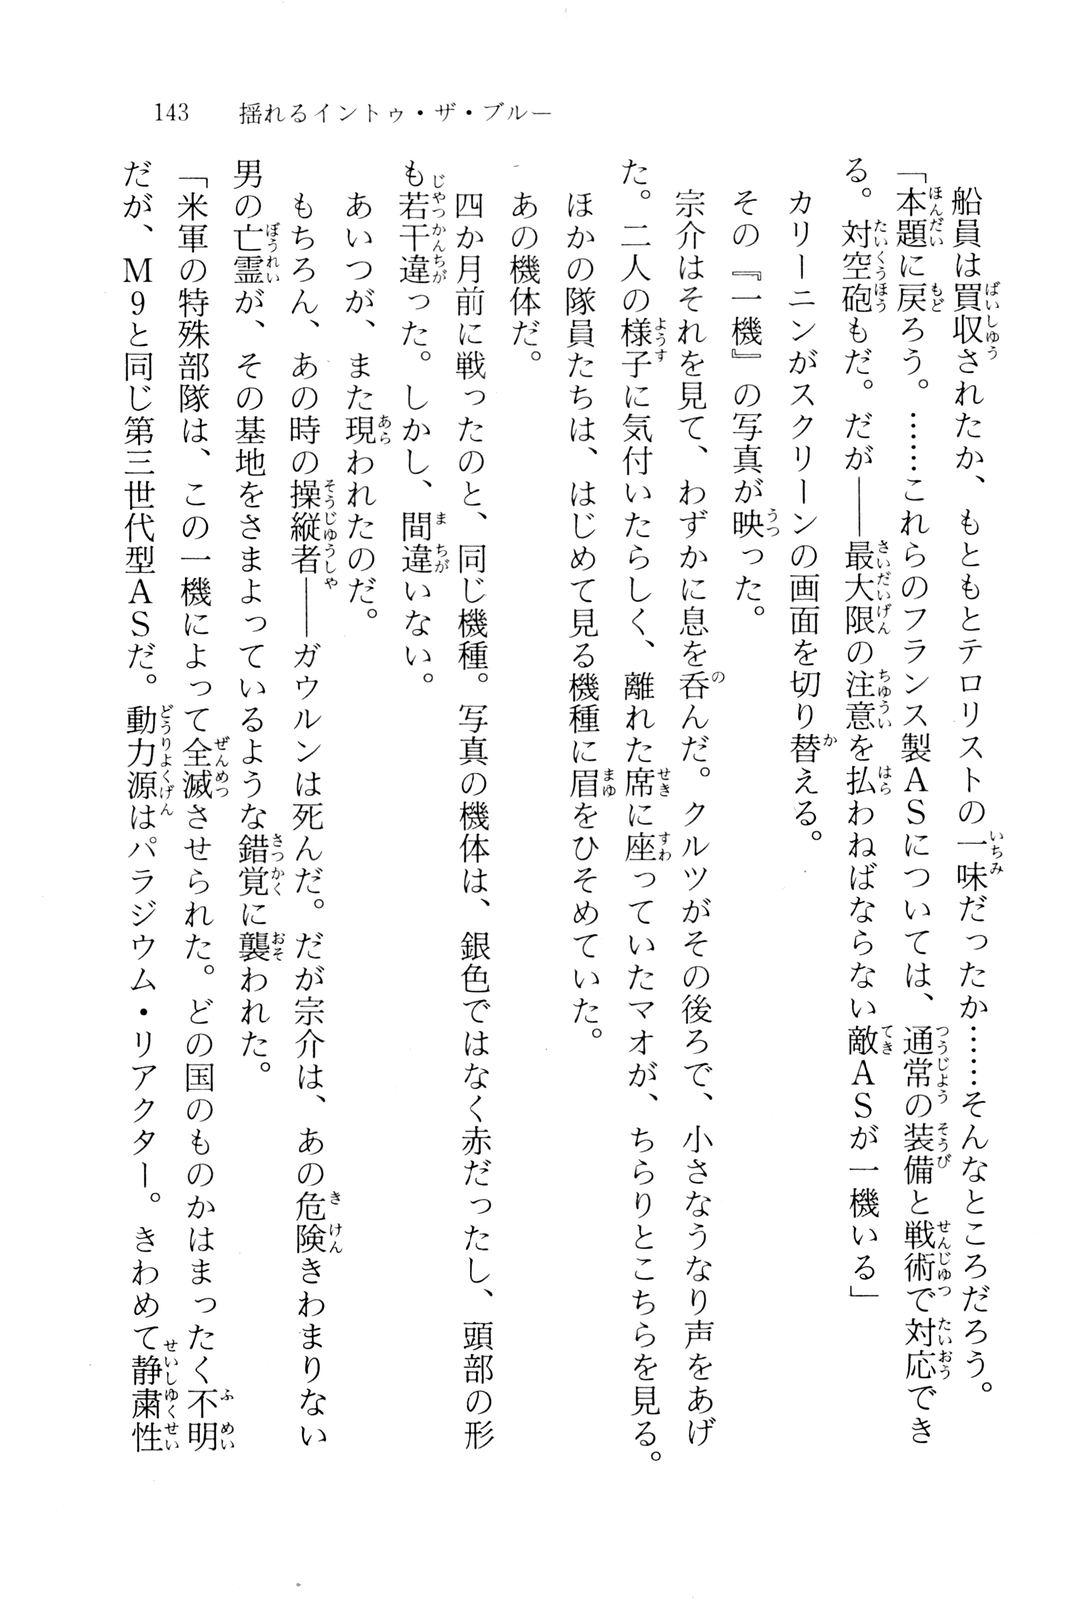 143　揺れるイントゥ・ザ・ブルー
　船員は買収されたか、もともとテロリストの一味だったか……そんなところだろう。
「本題に戻ろう。……これらのフランス製ＡＳについては、通常の装備と戦術で対応でき
る。対空砲もだ。だが――最大限の注意を払わねばならない敵ＡＳが一機いる」
　カリーニンがスクリーンの画面を切り替える。
　その『一機』の写真が映った。
　宗介はそれを見て、わずかに息を呑んだ。クルツがその後ろで、小さなうなり声をあげ
た。二人の様子に気付いたらしく、離れた席に座っていたマオが、ちらりとこちらを見る。
　ほかの隊員たちは、はじめて見る機種に眉をひそめていた。
　あの機体だ。
　四か月前に戦ったのと、同じ機種。写真の機体は、銀色ではなく赤だったし、頭部の形
も若干違った。しかし、間違いない。
　あいつが、また現われたのだ。
　もちろん、あの時の操縦者――ガウルンは死んだ。だが宗介は、あの危険きわまりない
男の亡霊が、その基地をさまよっているような錯覚に襲われた。
「米軍の特殊部隊は、この一機によって全滅させられた。どの国のものかはまったく不明
だが、Ｍ９と同じ第三世代型ＡＳだ。動力源はパラジウム・リアクター。きわめて静粛性